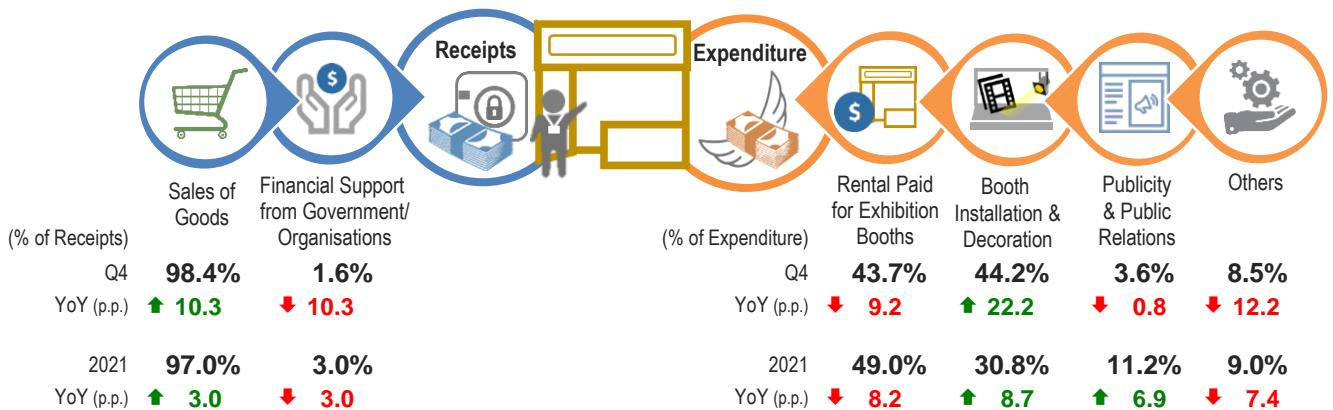 Receipts
Expenditure
$
$
Sales of
Goods
Financial Support
from Government/
Organisations
Rental Paid
for Exhibition
Booths
Booth
Installation &
Decoration
Publicity
& Public
Relations
Others
(% of Receipts)
(% of Expenditure)
Q4 98.4% 1.6%
Q4 43.7% 44.2% 3.6% 8.5%
YoY (p.p.) ⬆ 10.3 ⬇ 10.3
YoY (p.p.) ⬇ 9.2 ⬆ 22.2 ⬇ 0.8 ⬇ 12.2
2021 97.0% 3.0%
2021 49.0% 30.8% 11.2% 9.0%
YoY (p.p.) ⬆ 3.0 ⬇ 3.0
YoY (p.p.) ⬇ 8.2 ⬆ 8.7 ⬆ 6.9 ⬇ 7.4